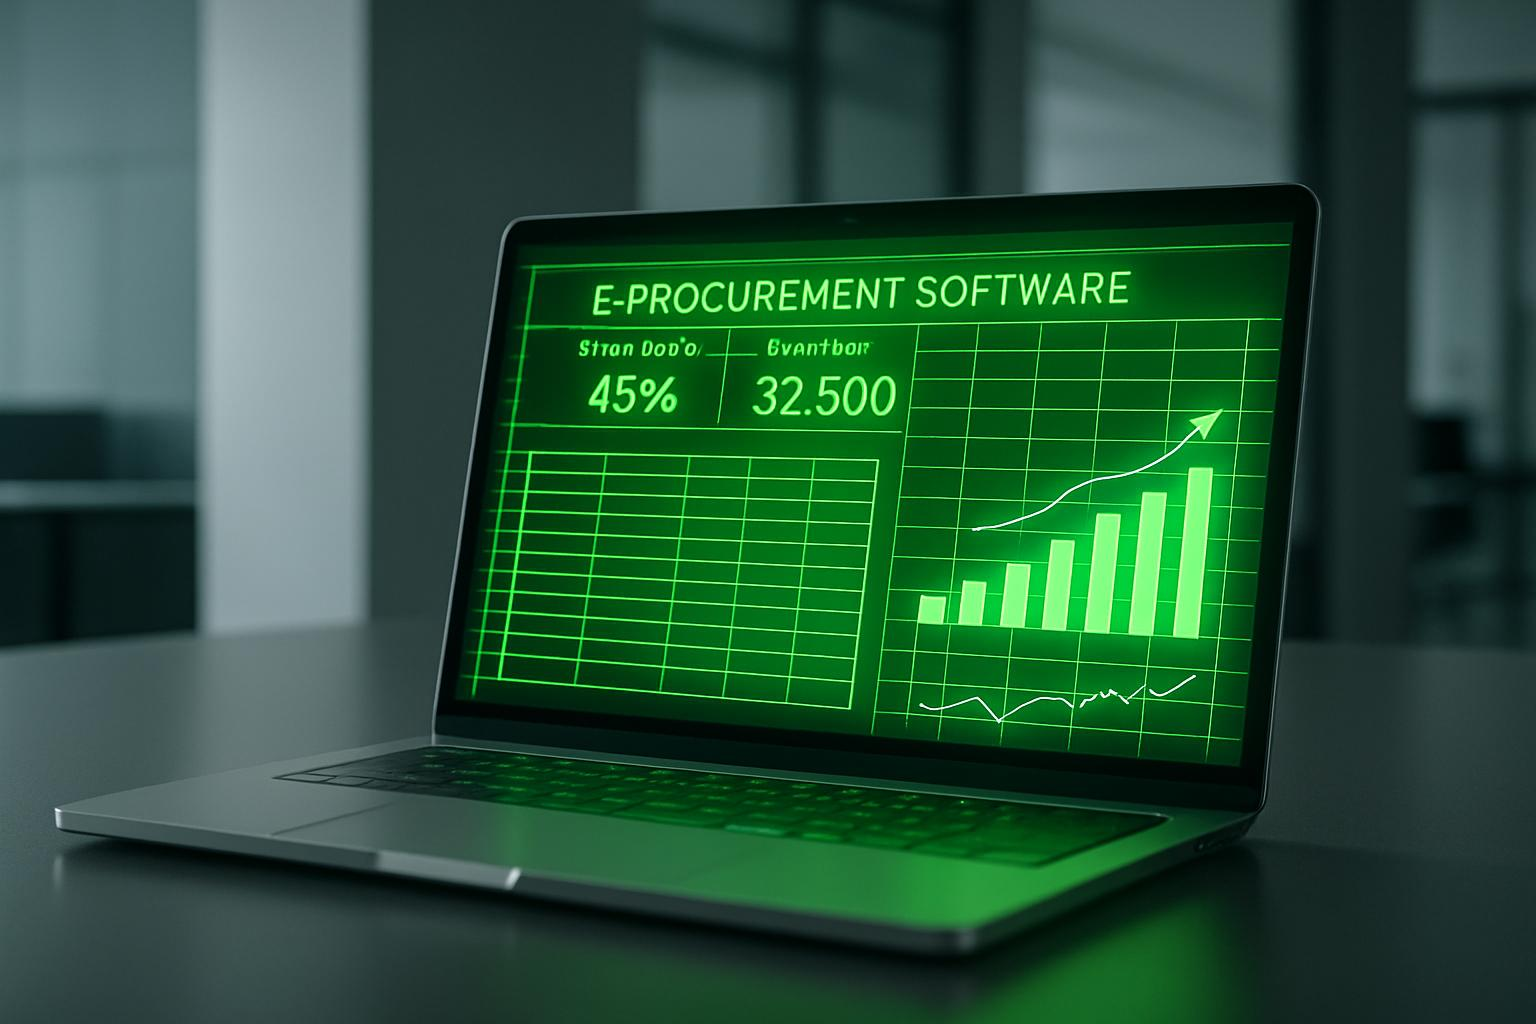 E-PROCUREMENT SOFTWARE
45% 32.500